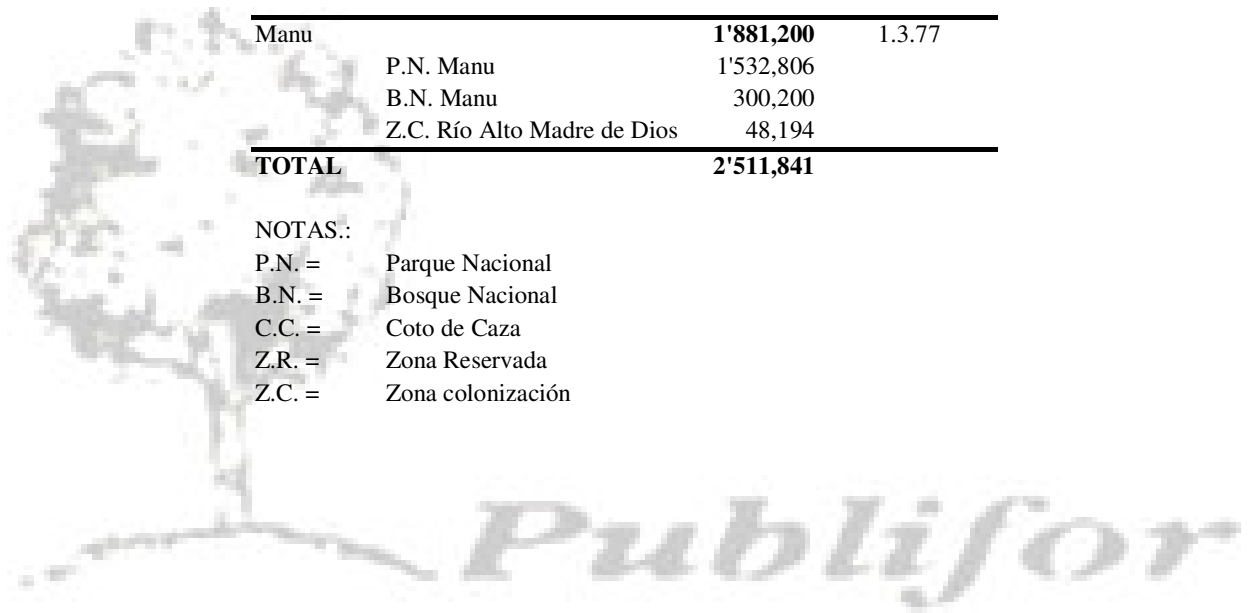 Manu 1'881,200 1.3.77
P.N. Manu 1'532,806
B.N. Manu 300,200
Z.C. Río Alto Madre de Dios 48,194
TOTAL 2'511,841
NOTAS.:
P.N. = Parque Nacional
B.N. = Bosque Nacional
C.C. = Coto de Caza
Z.R. = Zona Reservada
Z.C. = Zona colonización
Publifor